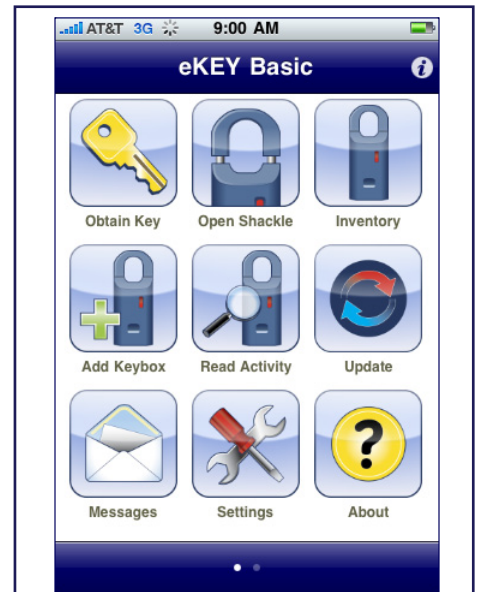 AT&T 3G 9:00 AM
eKEY Basic i
Obtain Key Open Shackle Inventory
Add Keybox Read Activity Update
?
Messages Settings About